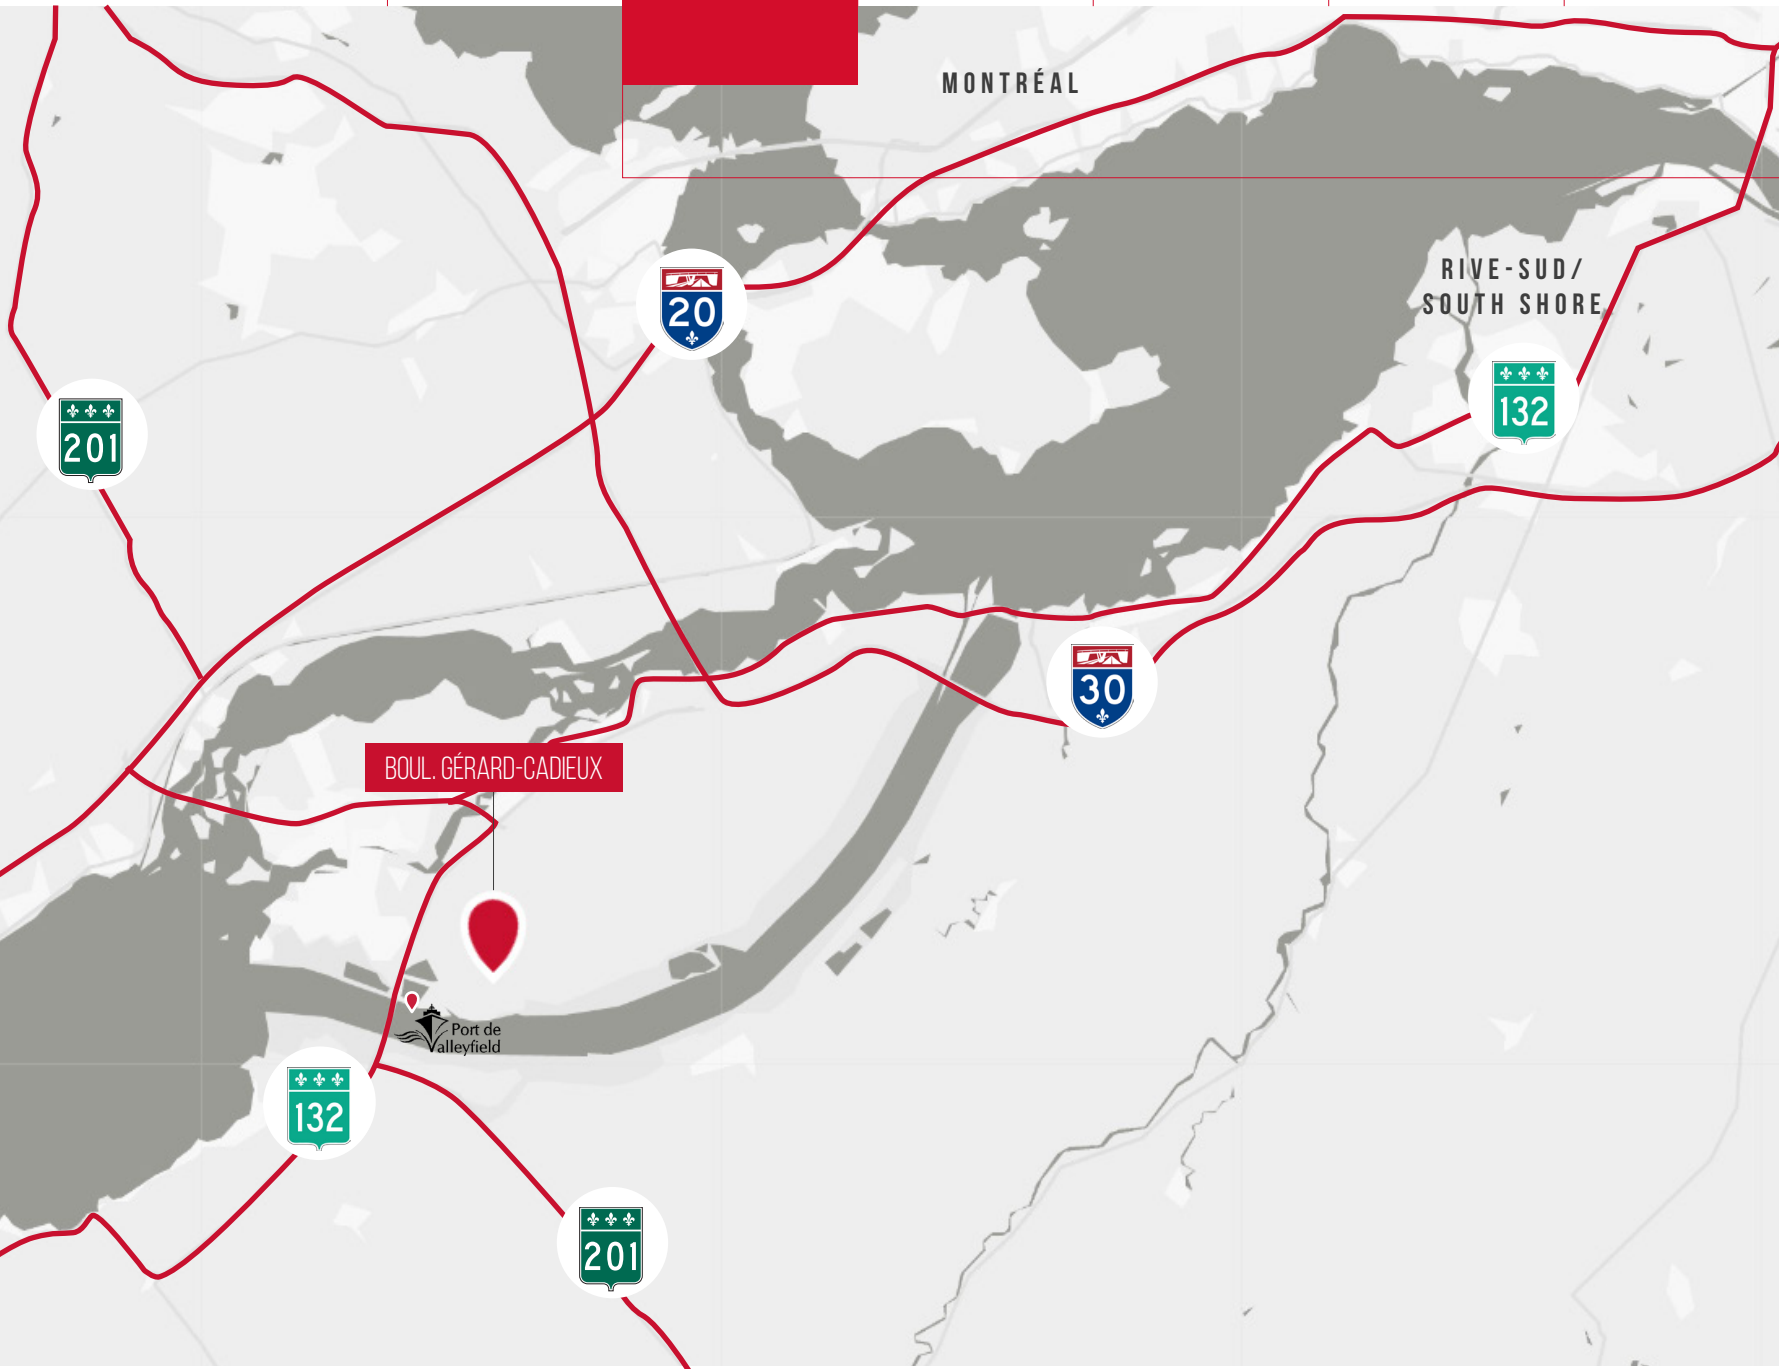 MONTRÉAL
RIVE-SUD/
SOUTH SHORE
20
132
201
30
BOUL. GÉRARD-CADIEUX
Port de
Valleyfield
132
201